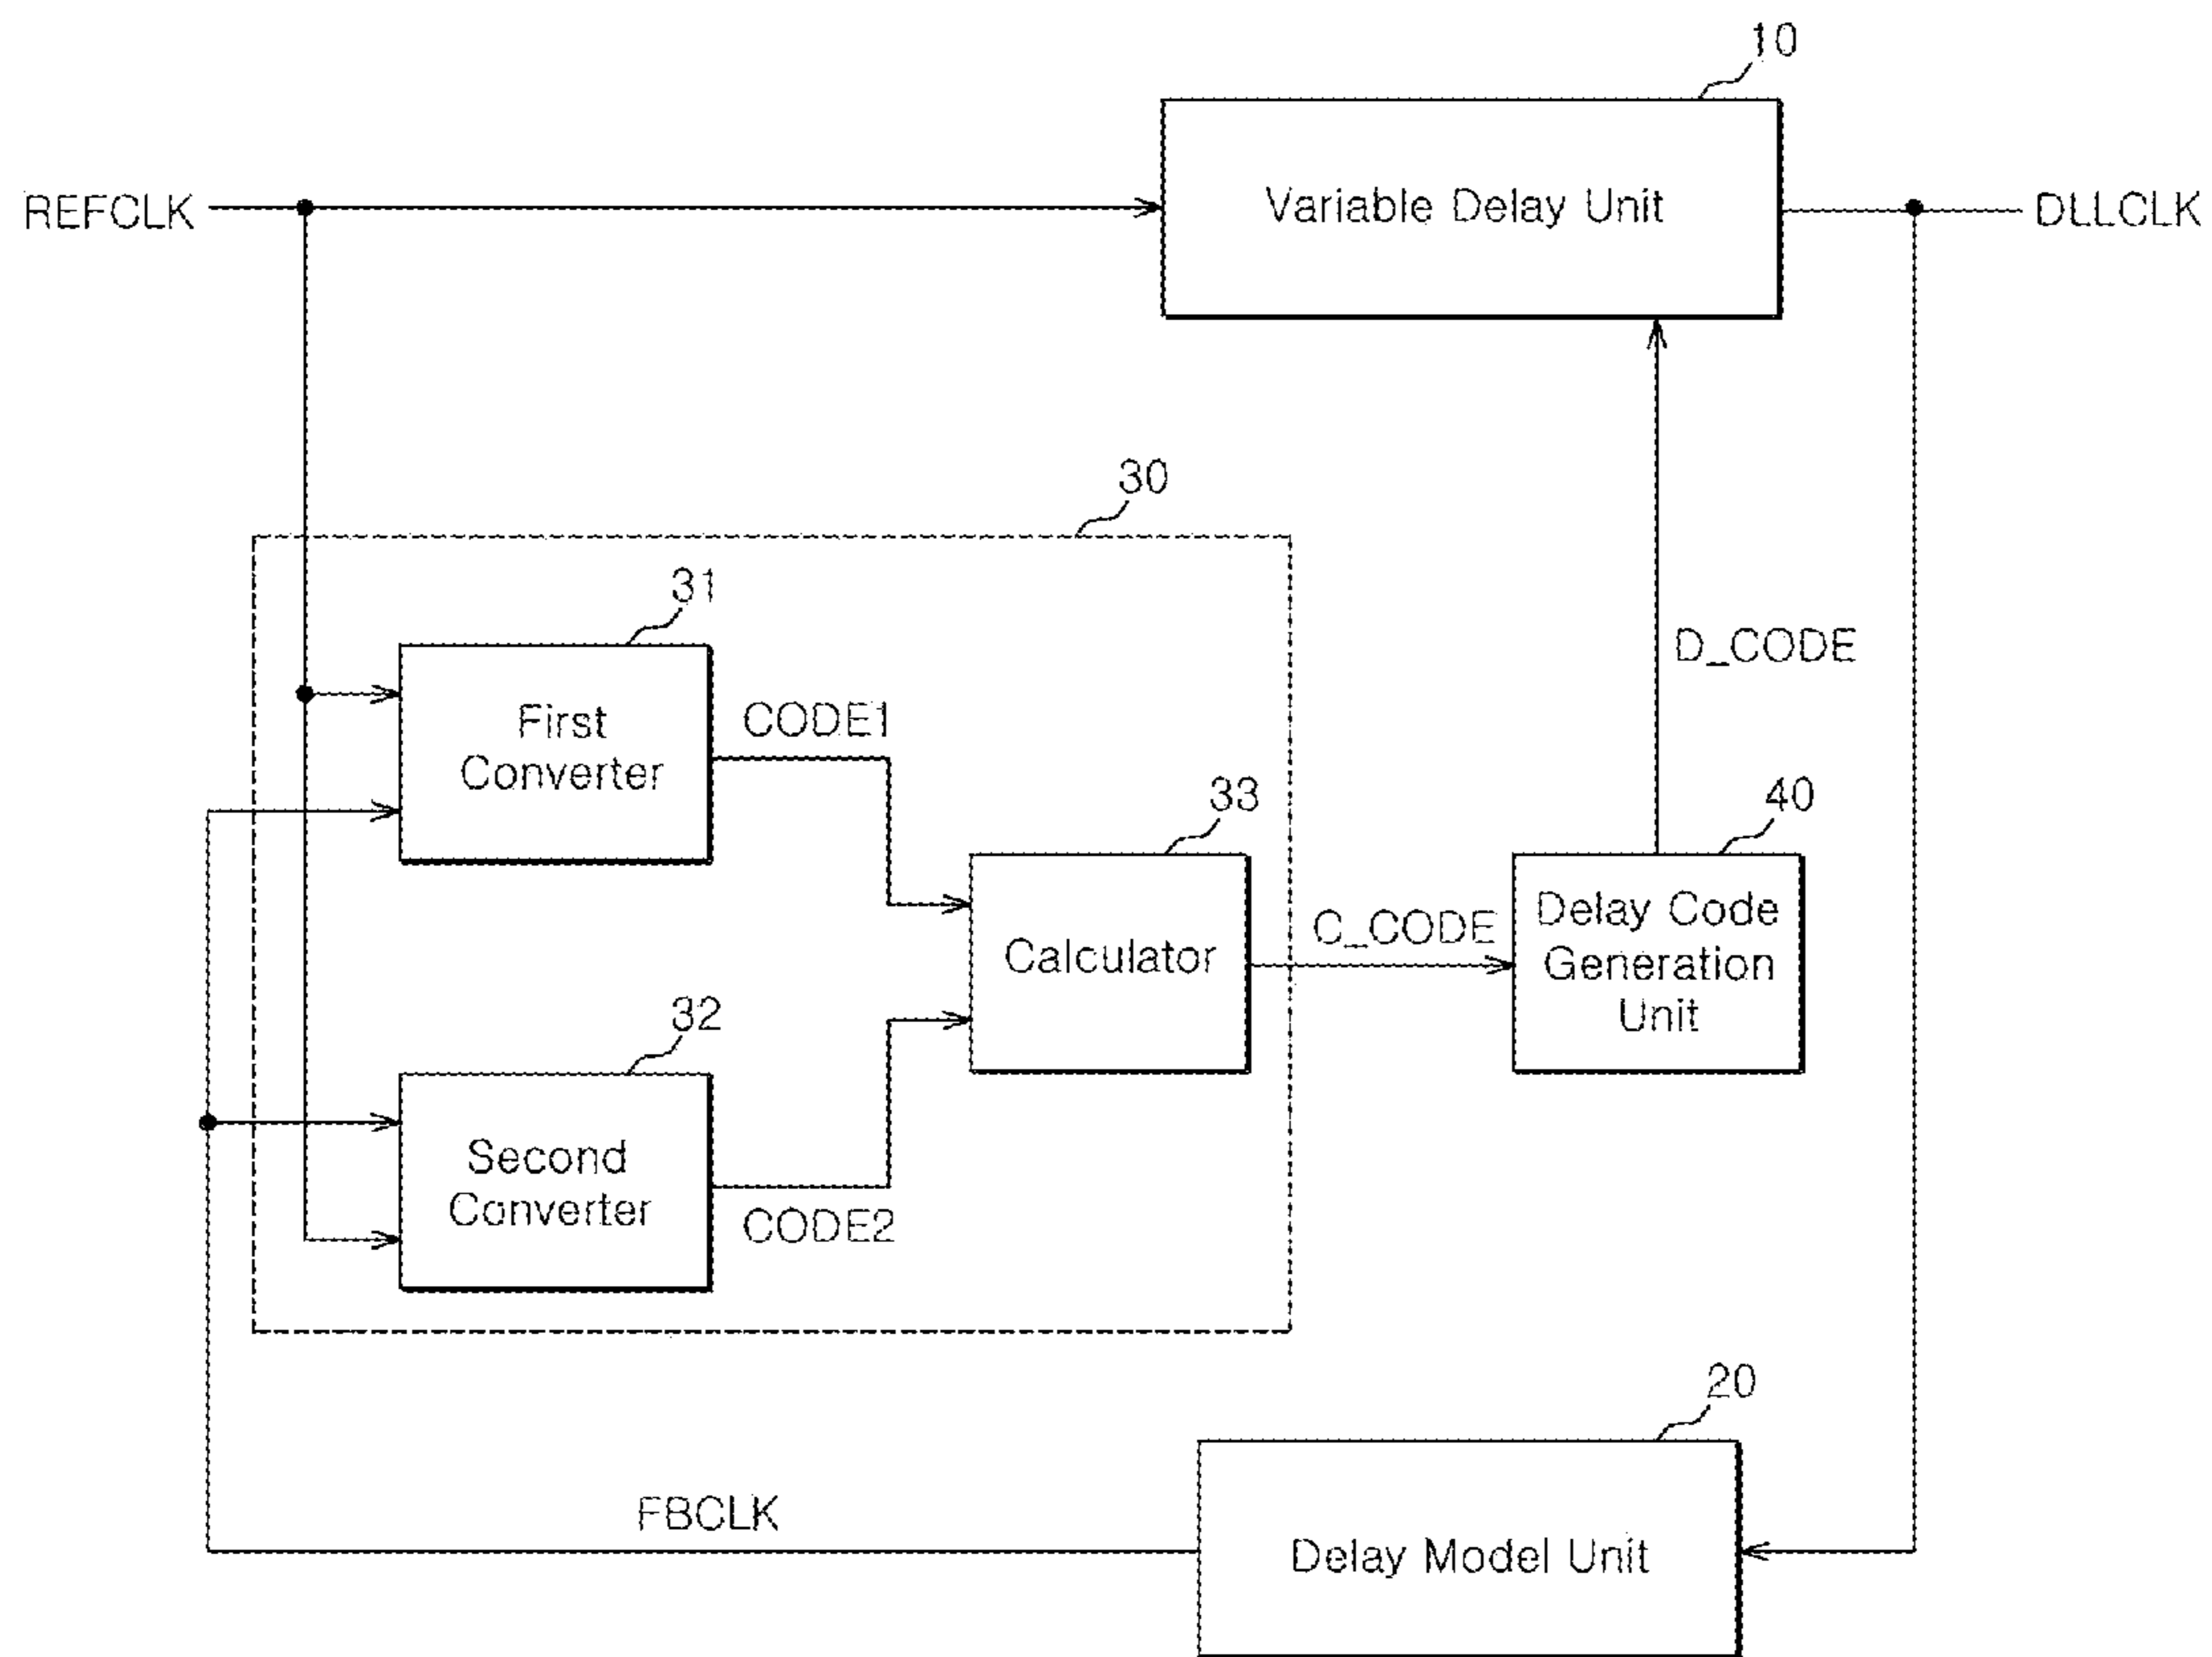 10
REFCLK
Variable Delay Unit
DLLCLK
30
31
First
Converter
CODE1
D_CODE
33
40
Calculator
C_CODE
Delay Code
Generation
Unit
32
Second
Converter
CODE2
20
FBCLK
Delay Model Unit